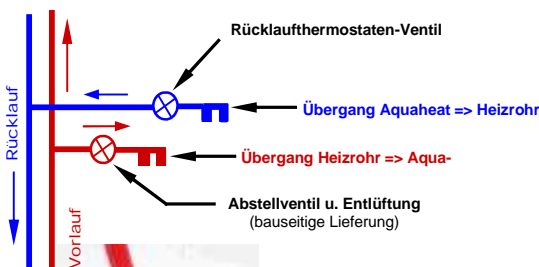 Rücklaufthermostaten-Ventil
Übergang Aquaheat => Heizrohr
Rücklauf
Übergang Heizrohr => Aqua-
Abstellventil u. Entlüftung
(bauseitige Lieferung)
Vorlauf